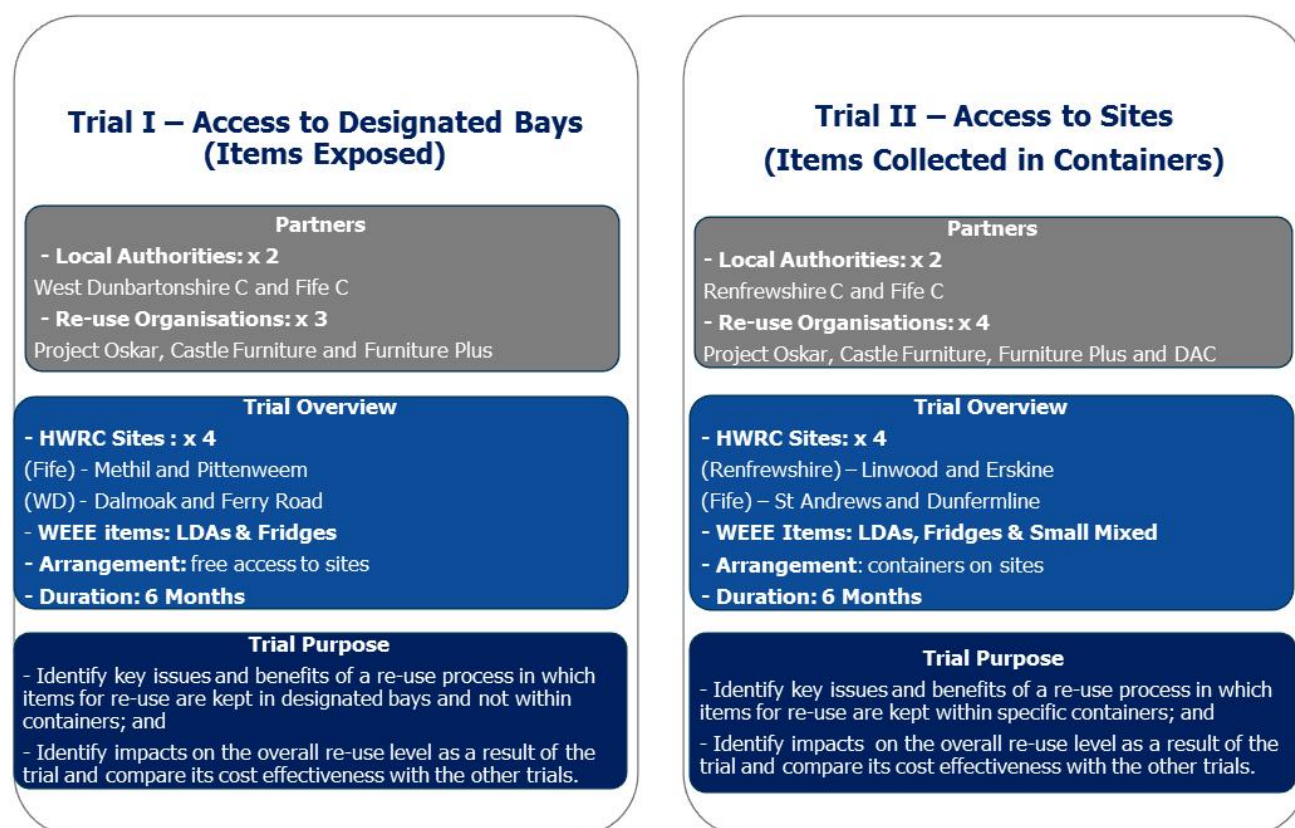 Trial I – Access to Designated Bays
(Items Exposed)
Partners
- Local Authorities: x 2
West Dunbartonshire C and Fife C
- Re-use Organisations: x 3
Project Oskar, Castle Furniture and Furniture Plus
Trial Overview
- HWRC Sites : x 4
(Fife) - Methil and Pittenweem
(WD) - Dalmoak and Ferry Road
- WEEE items: LDAs & Fridges
- Arrangement: free access to sites
- Duration: 6 Months
Trial Purpose
- Identify key issues and benefits of a re-use process in which
items for re-use are kept in designated bays and not within
containers; and
- Identify impacts on the overall re-use level as a result of the
trial and compare its cost effectiveness with the other trials.
Trial II – Access to Sites
(Items Collected in Containers)
Partners
- Local Authorities: x 2
Renfrewshire C and Fife C
- Re-use Organisations: x 4
Project Oskar, Castle Furniture, Furniture Plus and DAC
Trial Overview
- HWRC Sites: x 4
(Renfrewshire) – Linwood and Erskine
(Fife) – St Andrews and Dunfermline
- WEEE Items: LDAs, Fridges & Small Mixed
- Arrangement: containers on sites
- Duration: 6 Months
Trial Purpose
- Identify key issues and benefits of a re-use process in which
items for re-use are kept within specific containers; and
- Identify impacts on the overall re-use level as a result of the
trial and compare its cost effectiveness with the other trials.